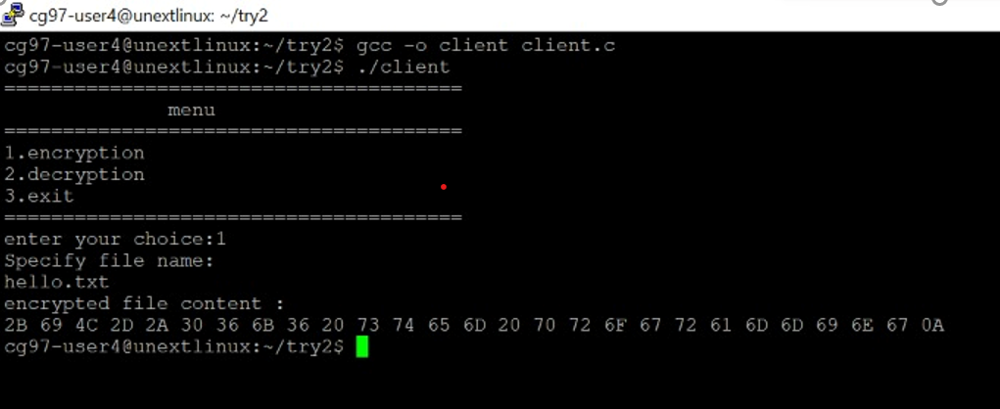 cg97-user4@unextlinux: ~/try2
cg97-user4@unextlinux:~/try2$ gcc -o client client.c
cg97-user4@unextlinux:~/try2$ ./client
=======================================
menu
=======================================
1.encryption
2.decryption
3.exit
=======================================
enter your choice:1
Specify file name:
hello.txt
encrypted file content :
2B 69 4C 2D 2A 30 36 6B 36 20 73 74 65 6D 20 70 72 6F 67 72 61 6D 6D 69 6E 67 0A
cg97-user4@unextlinux:~/try2$